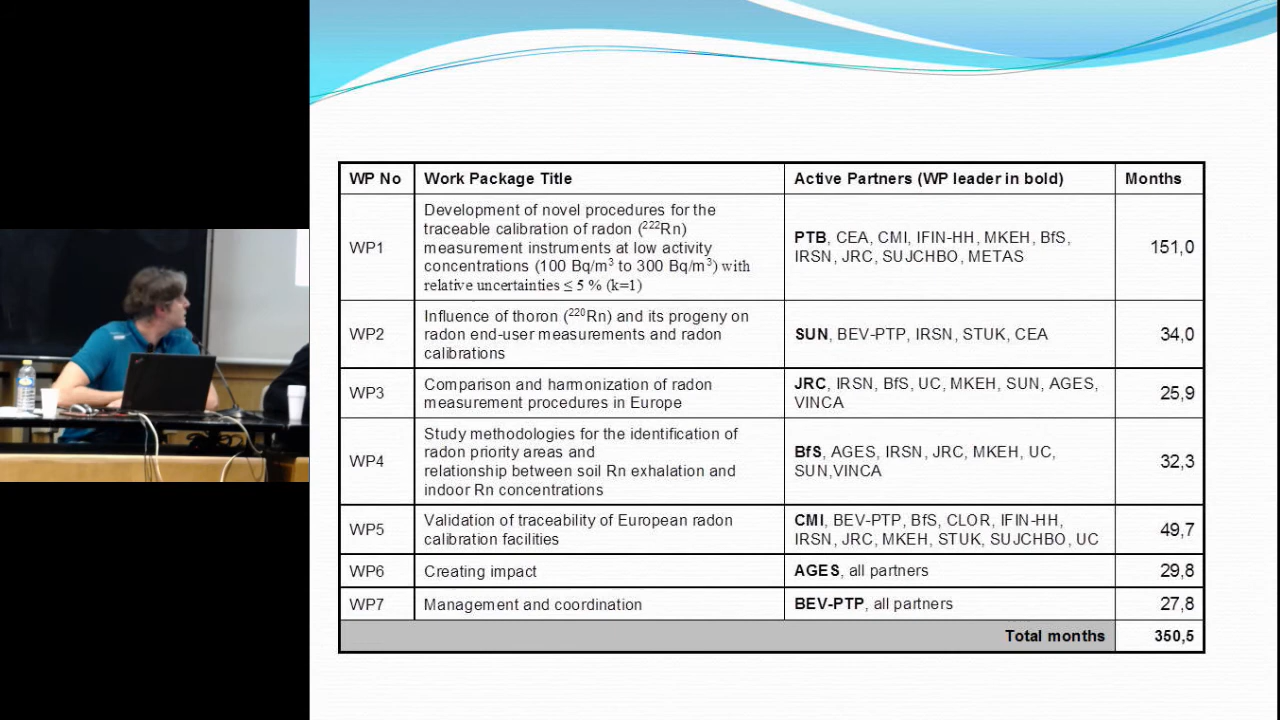 WP No Work Package Title Active Partners (WP leader in bold) Months
WP1
Development of novel procedures for the
traceable calibration of radon (²²²Rn)
measurement instruments at low activity
concentrations (100 Bq/m³ to 300 Bq/m³) with
relative uncertainties ≤ 5 % (k=1)
PTB, CEA, CMI, IFIN-HH, MKEH, BfS,
IRSN, JRC, SUJCHBO, METAS
151,0
WP2
Influence of thoron (²²⁰Rn) and its progeny on
radon end-user measurements and radon
calibrations
SUN, BEV-PTP, IRSN, STUK, CEA
34,0
WP3
Comparison and harmonization of radon
measurement procedures in Europe
JRC, IRSN, BfS, UC, MKEH, SUN, AGES,
VINCA
25,9
WP4
Study methodologies for the identification of
radon priority areas and
relationship between soil Rn exhalation and
indoor Rn concentrations
BfS, AGES, IRSN, JRC, MKEH, UC,
SUN,VINCA
32,3
WP5
Validation of traceability of European radon
calibration facilities
CMI, BEV-PTP, BfS, CLOR, IFIN-HH,
IRSN, JRC, MKEH, STUK, SUJCHBO, UC
49,7
WP6 Creating impact AGES, all partners 29,8
WP7 Management and coordination BEV-PTP, all partners 27,8
Total months 350,5